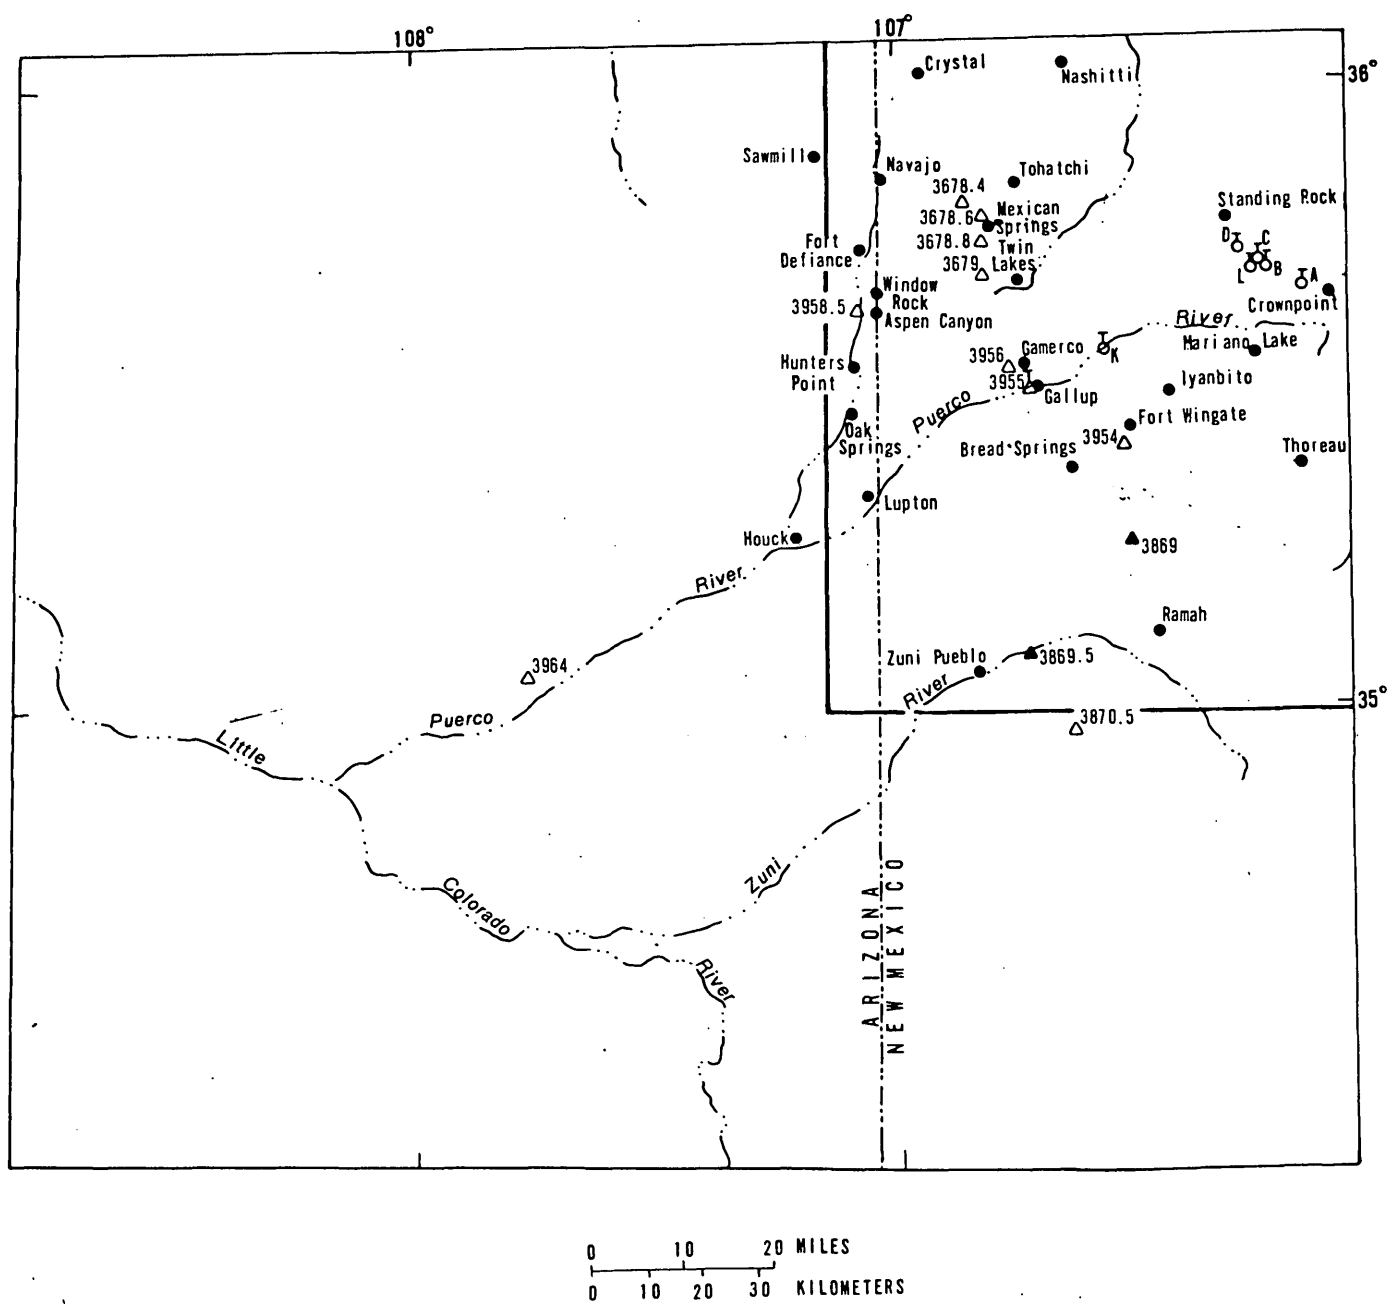 108°
107°
36°
Crystal
Nashitti
Sawmill
Navajo
Tohatchi
3678.4
Standing Rock
3678.6
Mexican
Springs
3678.8
Twin
Lakes
3679
D
C
L
B
A
Fort
Defiance
Window
Rock
Crownpoint
3958.5
Aspen Canyon
River
Mariano Lake
K
Gamerco
3956
Hunters
Point
3955
Gallup
Iyanbito
Puerco
Fort Wingate
Oak
Springs
Bread Springs
3954
Thoreau
Lupton
Houck
3869
River
Ramah
Zuni Pueblo
3869.5
3964
River
35°
3870.5
Puerco
Little
Zuni
Colorado
River
ARIZONA
NEW MEXICO
0 10 20 MILES
0 10 20 30 KILOMETERS